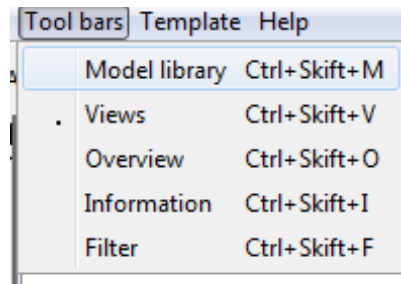 Tool bars Template Help
Model library Ctrl+Skift+M
Views Ctrl+Skift+V
Overview Ctrl+Skift+O
Information Ctrl+Skift+I
Filter Ctrl+Skift+F